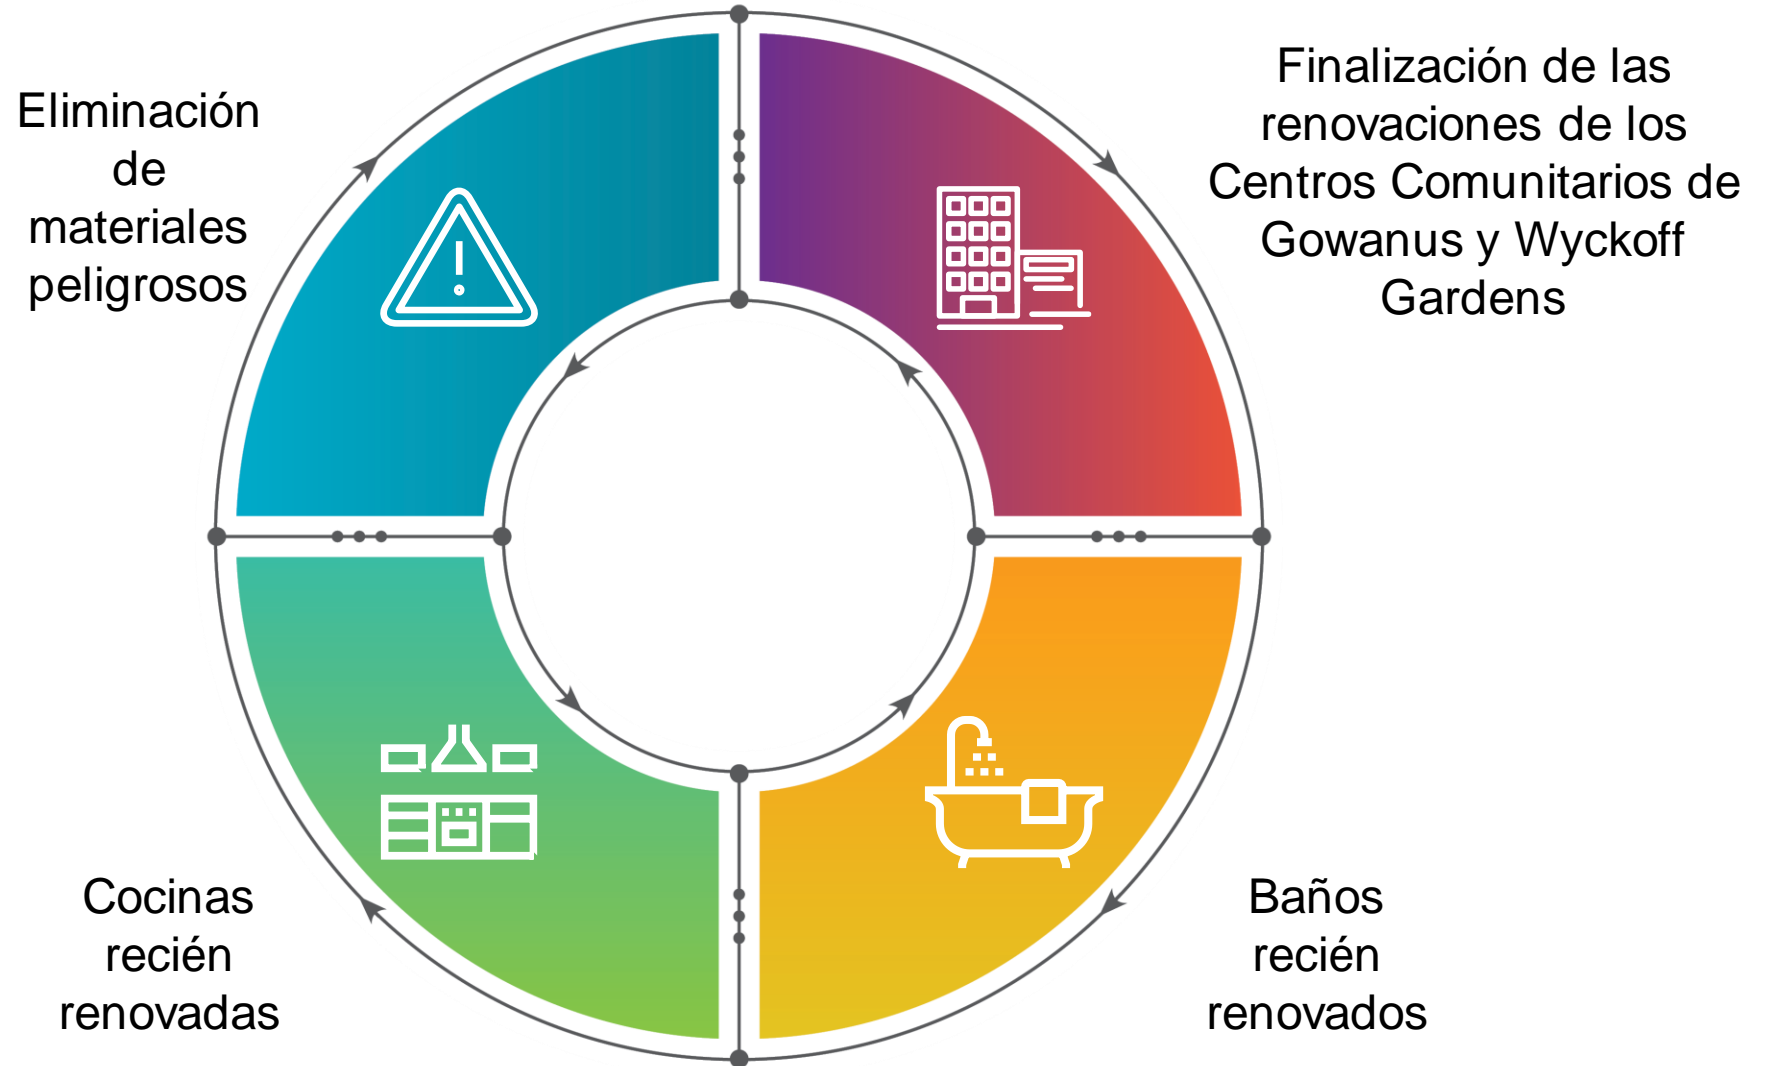 Eliminación
de
materiales
peligrosos
Finalización de las
renovaciones de los
Centros Comunitarios de
Gowanus y Wyckoff
Gardens
Cocinas
recién
renovadas
Baños
recién
renovados